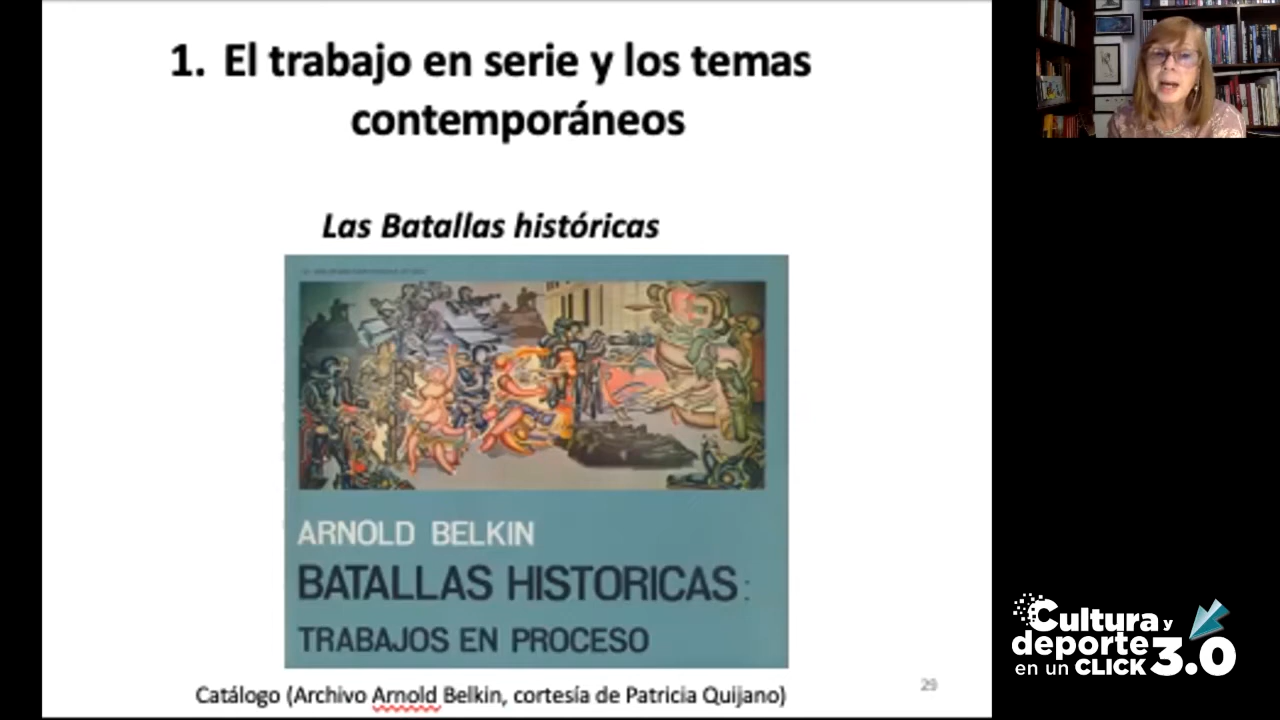 1. El trabajo en serie y los temas
contemporáneos
Las Batallas históricas
ARNOLD BELKIN
BATALLAS HISTORICAS:
TRABAJOS EN PROCESO
Catálogo (Archivo Arnold Belkin, cortesía de Patricia Quijano)
29
Cultura y
deporte 3.0
en un CLICK